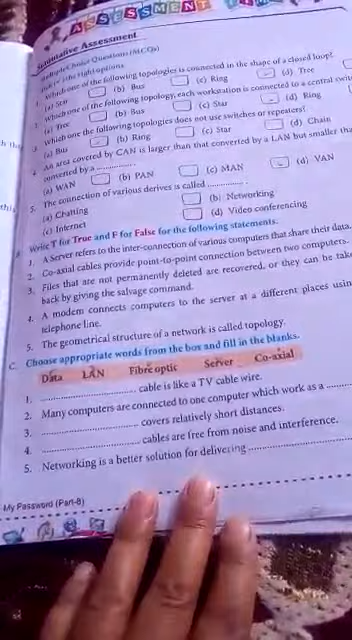 ASSESSMENT TIME
Summative Assessment
Multiple Choice Questions (MCQs)
the right options
1. Which one of the following topologies is connected in the shape of a closed loop?
(a) Star (b) Bus (c) Ring (d) Tree
2. Which one of the following topology, each workstation is connected to a central
(a) Tree (b) Bus (c) Star (d) Ring
3. Which one the following topologies does not use switches or repeaters?
(a) Bus (b) Ring (c) Star (d) Chain
4. An area covered by CAN is larger than that converted by a LAN but smaller
converted by a ..............
(a) WAN (b) PAN (c) MAN (d) VAN
5. The connection of various derives is called ..............
(a) Chatting (b) Networking
(c) Internet (d) Video conferencing
Write T for True and F for False for the following statements.
1. A Server refers to the inter-connection of various computers that share their data.
2. Co-axial cables provide point-to-point connection between two computers.
3. Files that are not permanently deleted are recovered, or they can be
back by giving the salvage command.
4. A modem connects computers to the server at a different places
telephone line.
5. The geometrical structure of a network is called topology.
C. Choose appropriate words from the box and fill in the blanks.
Data LAN Fibre optic Server Co-axial
1. .............. cable is like a TV cable wire.
2. Many computers are connected to one computer which work as a ..............
3. .............. covers relatively short distances.
4. .............. cables are free from noise and interference.
5. Networking is a better solution for delivering ..............
My Password (Part-8)